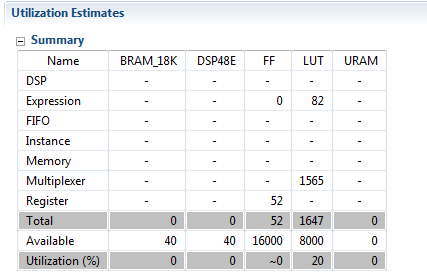 Utilization Estimates
Summary
Name BRAM_18K DSP48E FF LUT URAM
DSP - - - - -
Expression - - 0 82 -
FIFO - - - - -
Instance - - - - -
Memory - - - - -
Multiplexer - - - 1565 -
Register - - 52 - -
Total 0 0 52 1647 0
Available 40 40 16000 8000 0
Utilization (%) 0 0 ~0 20 0